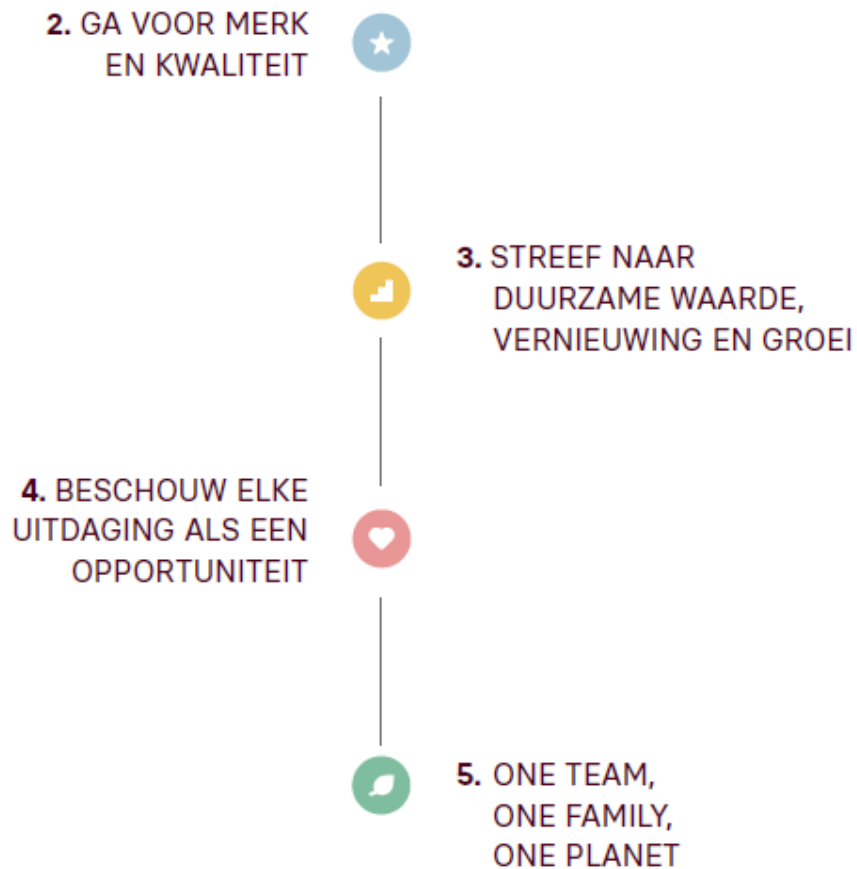 2. GA VOOR MERK
EN KWALITEIT
3. STREEF NAAR
DUURZAME WAARDE,
VERNIEUWING EN GROEI
4. BESCHOUW ELKE
UITDAGING ALS EEN
OPPORTUNITEIT
5. ONE TEAM,
ONE FAMILY,
ONE PLANET